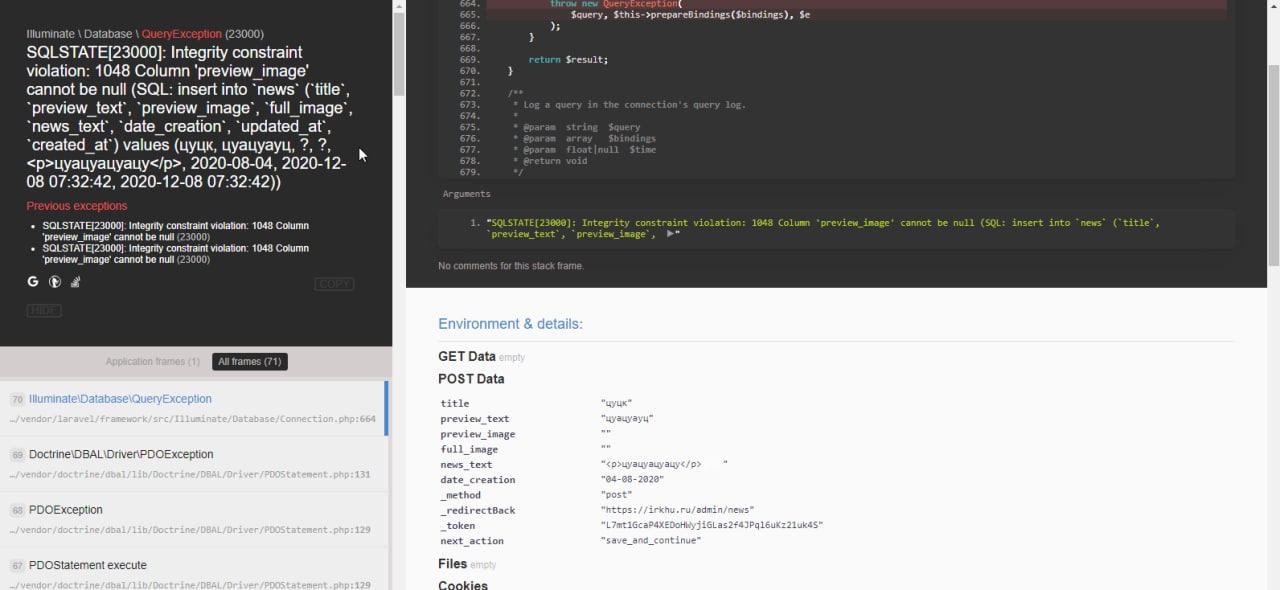 Illuminate \ Database \ QueryException (23000)
SQLSTATE[23000]: Integrity constraint
violation: 1048 Column 'preview_image'
cannot be null (SQL: insert into `news` (`title`,
`preview_text`, `preview_image`, `full_image`,
`news_text`, `date_creation`, `updated_at`,
`created_at`) values (цуцк, цуацуауц, ?, ?,
<p>цуацуацуацу</p>, 2020-08-04, 2020-12-
08 07:32:42, 2020-12-08 07:32:42))
Previous exceptions
• SQLSTATE[23000]: Integrity constraint violation: 1048 Column
'preview_image' cannot be null (23000)
• SQLSTATE[23000]: Integrity constraint violation: 1048 Column
'preview_image' cannot be null (23000)
COPY
HIDE
Application frames (1) All frames (71)
70 Illuminate\Database\QueryException
…/vendor/laravel/framework/src/Illuminate/Database/Connection.php:664
69 Doctrine\DBAL\Driver\PDOException
…/vendor/doctrine/dbal/lib/Doctrine/DBAL/Driver/PDOStatement.php:131
68 PDOException
…/vendor/doctrine/dbal/lib/Doctrine/DBAL/Driver/PDOStatement.php:129
67 PDOStatement execute
…/vendor/doctrine/dbal/lib/Doctrine/DBAL/Driver/PDOStatement.php:129
664. throw new QueryException(
665. $query, $this->prepareBindings($bindings), $e
666. );
667. }
668.
669. return $result;
670. }
671.
672. /**
673. * Log a query in the connection's query log.
674. *
675. * @param string $query
676. * @param array $bindings
677. * @param float|null $time
678. * @return void
679. */
Arguments
1. "SQLSTATE[23000]: Integrity constraint violation: 1048 Column 'preview_image' cannot be null (SQL: insert into `news` (`title`,
`preview_text`, `preview_image`, ▶"
No comments for this stack frame.
Environment & details:
GET Data empty
POST Data
title "цуцк"
preview_text "цуацуауц"
preview_image ""
full_image ""
news_text "<p>цуацуацуацу</p> "
date_creation "04-08-2020"
_method "post"
_redirectBack "https://irkhu.ru/admin/news"
_token "L7mt1GcaP4XEDoHWyjiGLas2f4JPql6uKz21uk4S"
next_action "save_and_continue"
Files empty
Cookies